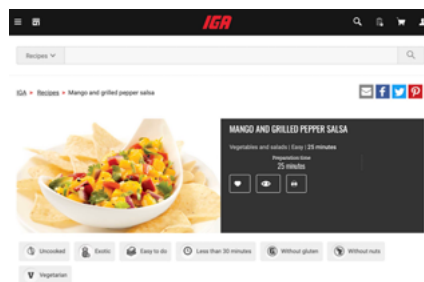 IGA
Recipes
IGA ▸ Recipes ▸ Mango and grilled pepper salsa
MANGO AND GRILLED PEPPER SALSA
Vegetables and salads | Easy | 25 minutes
Preparation time
25 minutes
Uncooked
Exotic
Easy to do
Less than 30 minutes
Without gluten
Without nuts
V Vegetarian